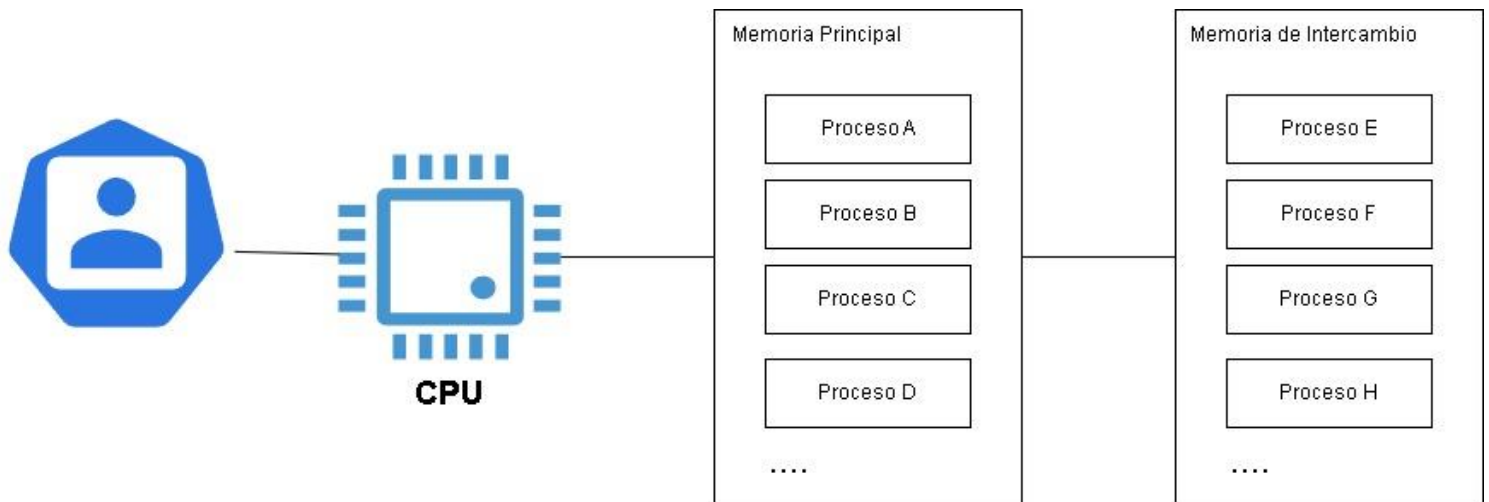 Memoria Principal
Proceso A
Proceso B
Proceso C
Proceso D
....
Memoria de Intercambio
Proceso E
Proceso F
Proceso G
Proceso H
....
CPU